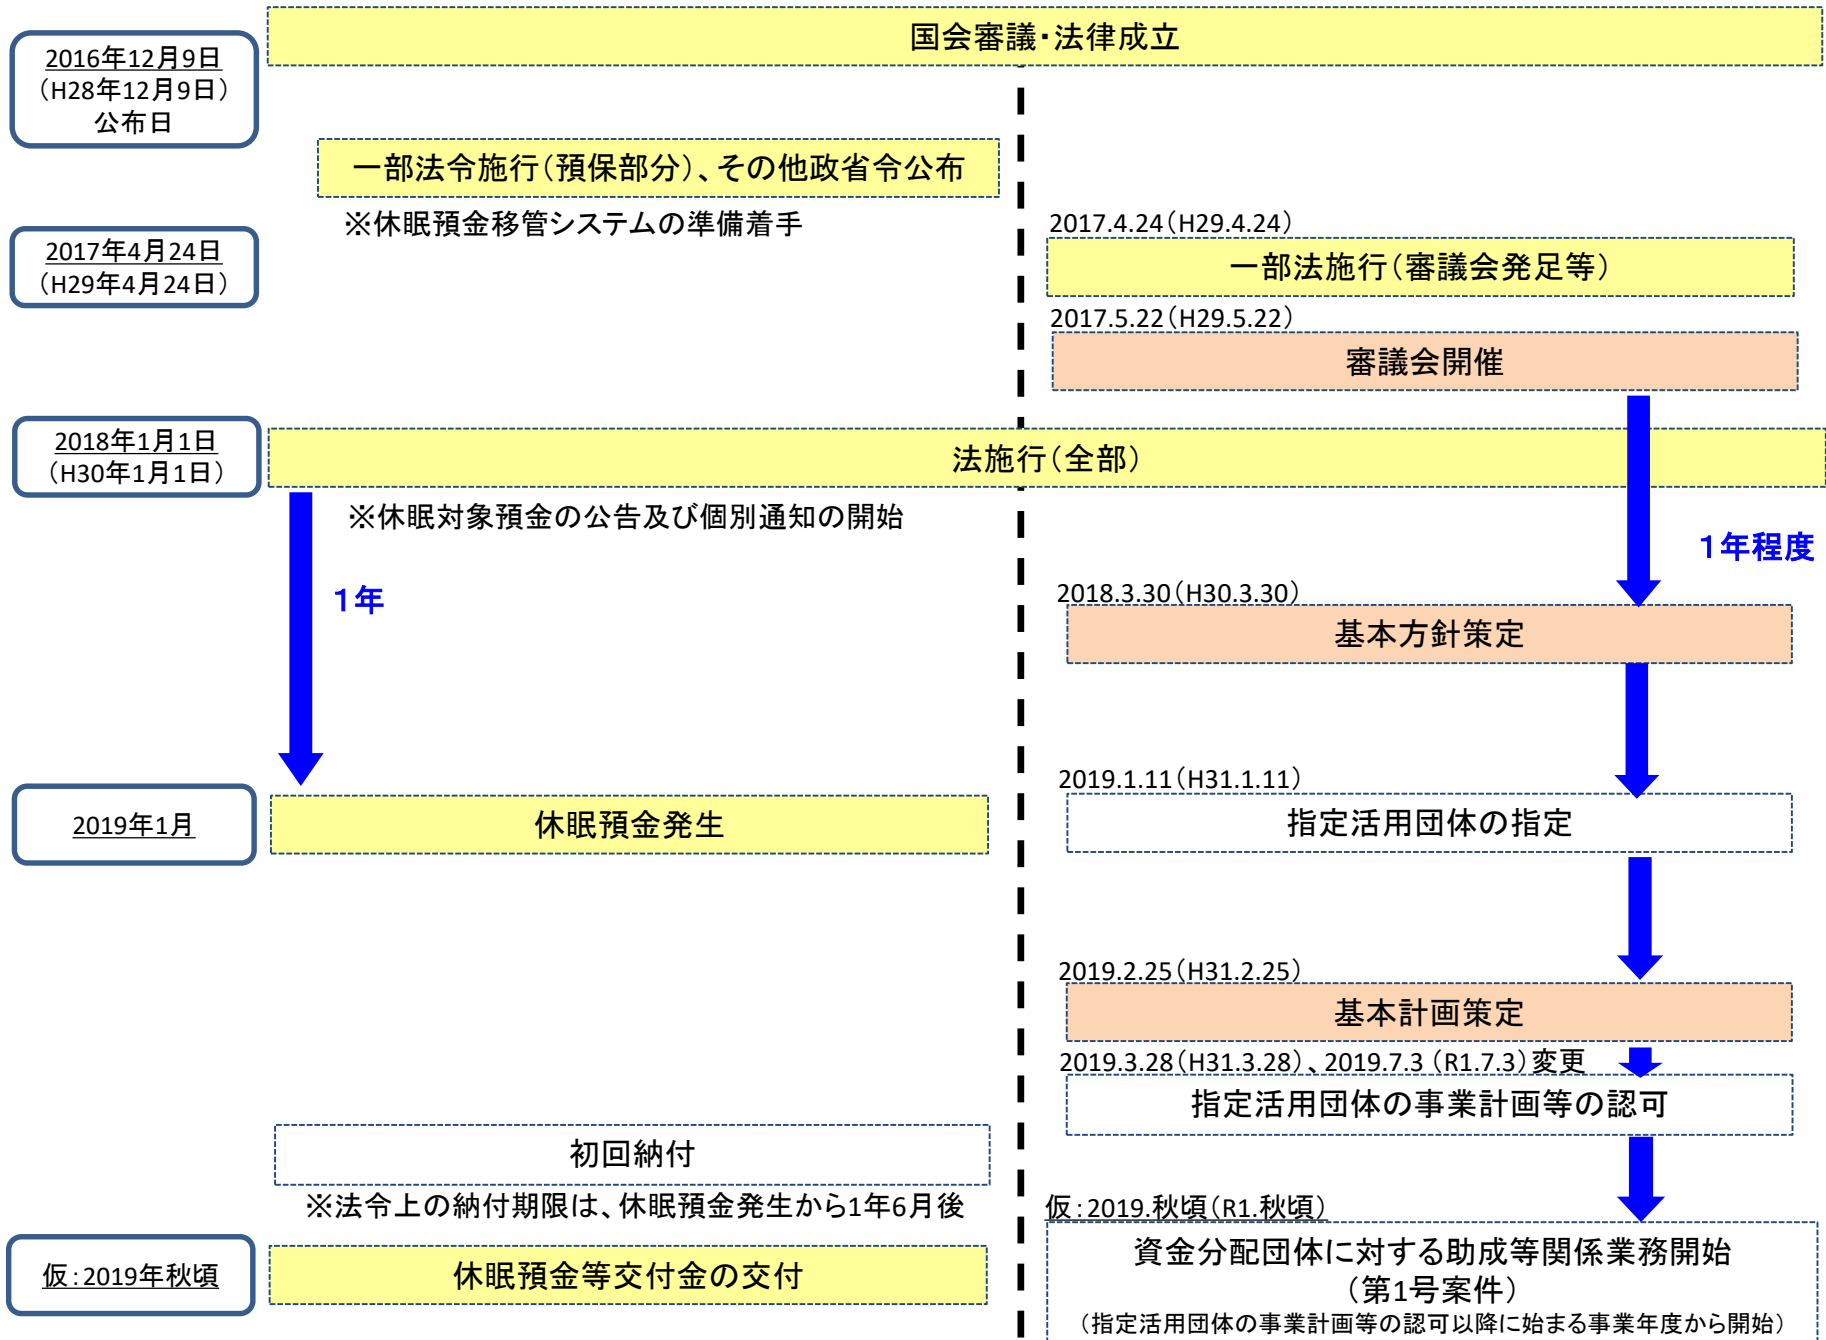 国会審議・法律成立
2016年12月9日
（H28年12月9日）
公布日
一部法令施行（預保部分）、その他政省令公布
※休眠預金移管システムの準備着手
2017年4月24日
（H29年4月24日）
2017.4.24（H29.4.24）
一部法施行（審議会発足等）
2017.5.22（H29.5.22）
審議会開催
2018年1月1日
（H30年1月1日）
法施行（全部）
※休眠対象預金の公告及び個別通知の開始
1年
1年程度
2018.3.30（H30.3.30）
基本方針策定
2019年1月
休眠預金発生
2019.1.11（H31.1.11）
指定活用団体の指定
2019.2.25（H31.2.25）
基本計画策定
2019.3.28（H31.3.28）、2019.7.3（R1.7.3）変更
指定活用団体の事業計画等の認可
初回納付
※法令上の納付期限は、休眠預金発生から1年6月後
仮：2019年秋頃
休眠預金等交付金の交付
仮：2019.秋頃（R1.秋頃）
資金分配団体に対する助成等関係業務開始
（第1号案件）
（指定活用団体の事業計画等の認可以降に始まる事業年度から開始）